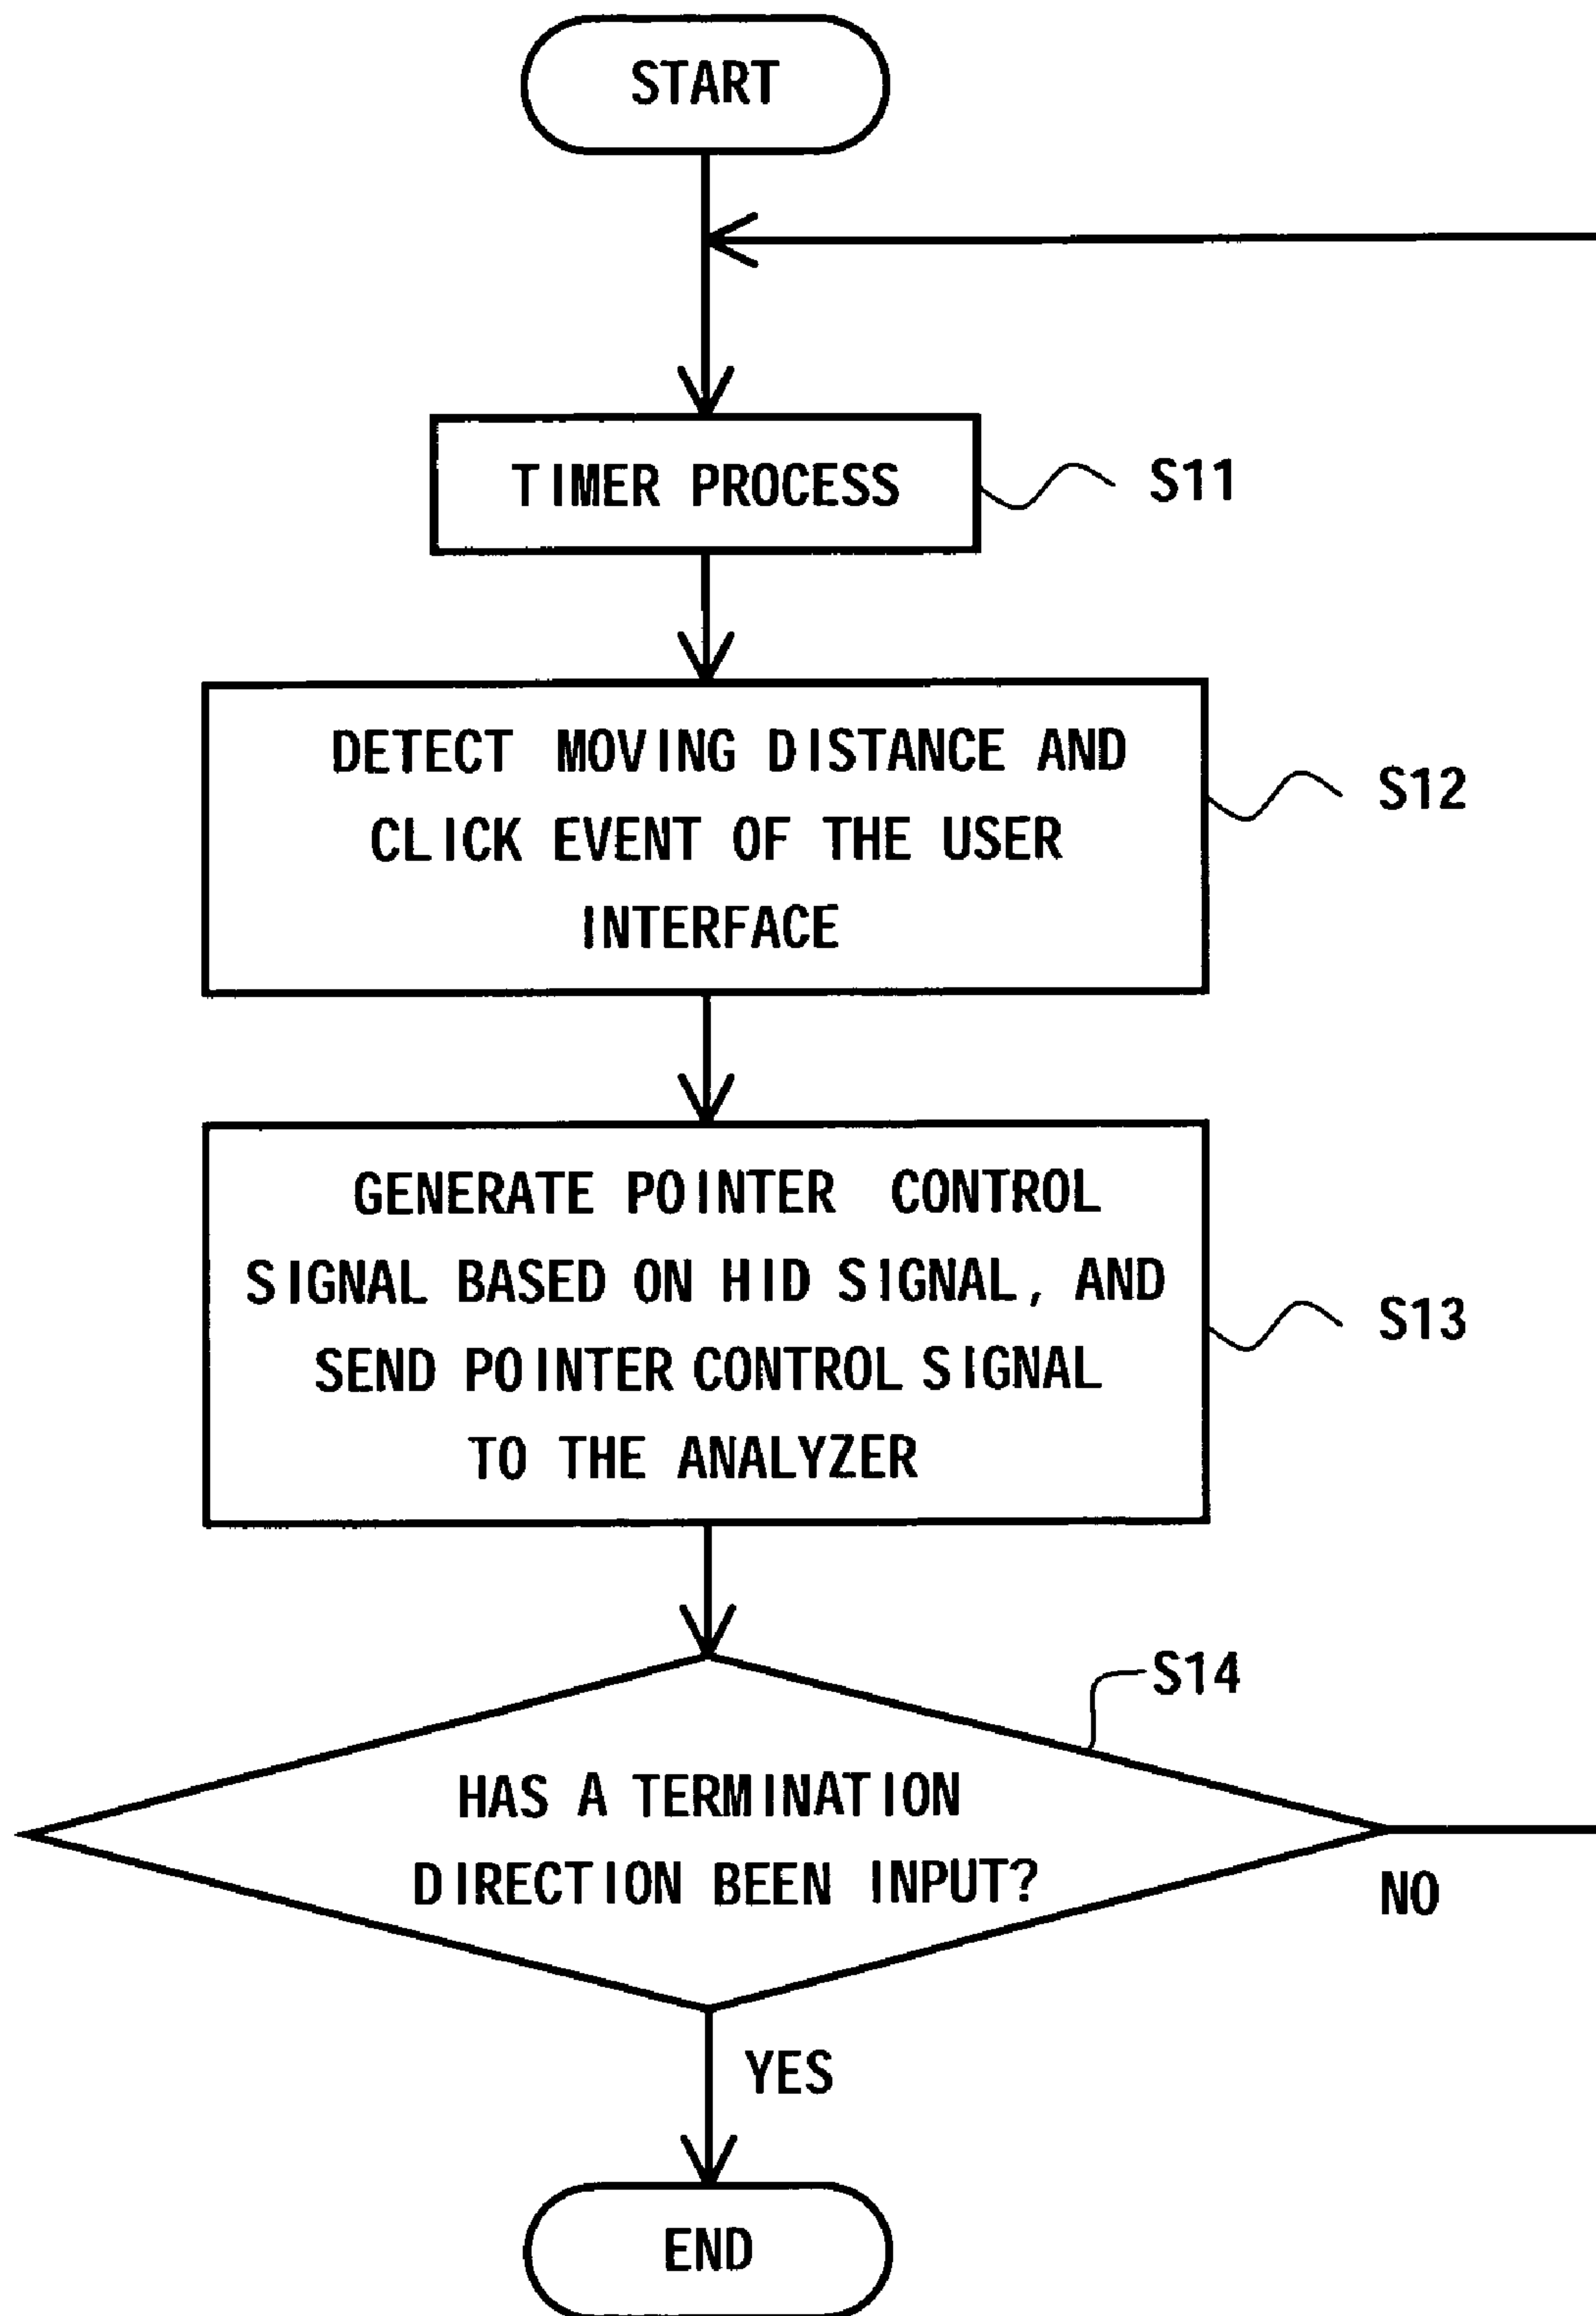 START
TIMER PROCESS
S11
DETECT MOVING DISTANCE AND
CLICK EVENT OF THE USER
INTERFACE
S12
GENERATE POINTER CONTROL
SIGNAL BASED ON HID SIGNAL, AND
SEND POINTER CONTROL SIGNAL
TO THE ANALYZER
S13
S14
HAS A TERMINATION
DIRECTION BEEN INPUT?
NO
YES
END